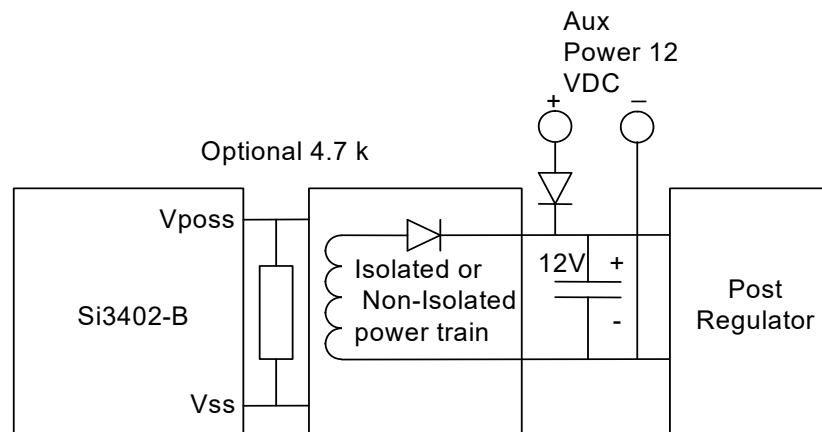 Aux
Power 12
VDC
+ −
Optional 4.7 k
Vposs
Si3402-B
Vss
Isolated or
Non-Isolated
power train
12V +
-
Post
Regulator